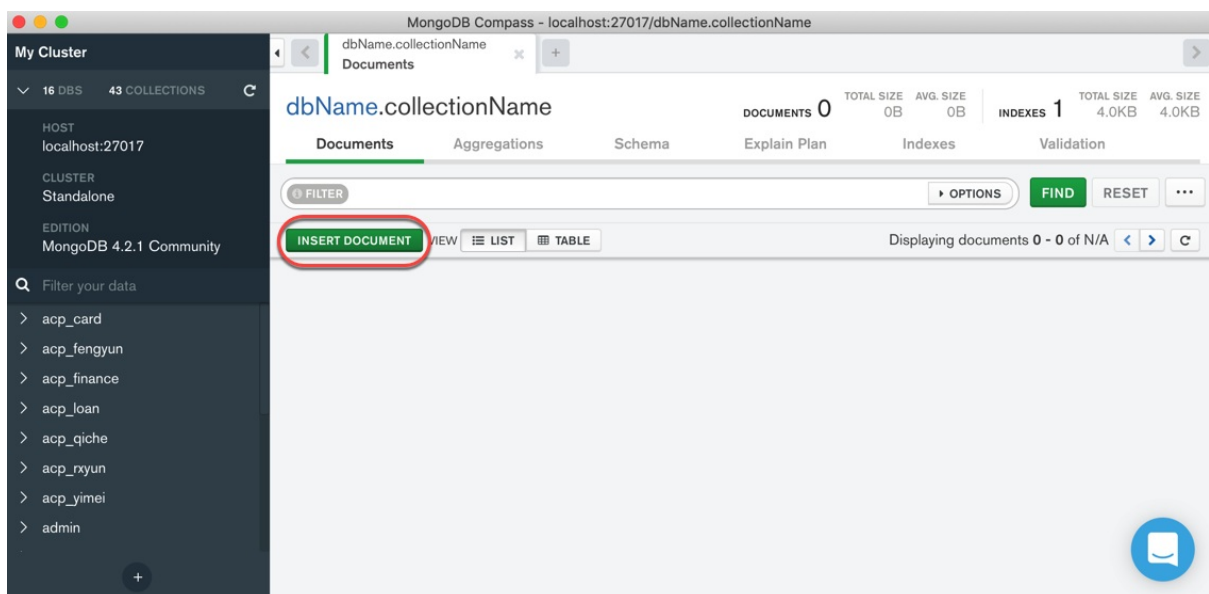 MongoDB Compass - localhost:27017/dbName.collectionName
My Cluster
16 DBS 43 COLLECTIONS
HOST
localhost:27017
CLUSTER
Standalone
EDITION
MongoDB 4.2.1 Community
Filter your data
acp_card
acp_fengyun
acp_finance
acp_loan
acp_qiche
acp_rxyun
acp_yimei
admin
+
dbName.collectionName
Documents
+
dbName.collectionName
DOCUMENTS 0 TOTAL SIZE 0B AVG. SIZE 0B INDEXES 1 TOTAL SIZE 4.0KB AVG. SIZE 4.0KB
Documents Aggregations Schema Explain Plan Indexes Validation
FILTER OPTIONS FIND RESET ...
INSERT DOCUMENT VIEW LIST TABLE Displaying documents 0 - 0 of N/A < >